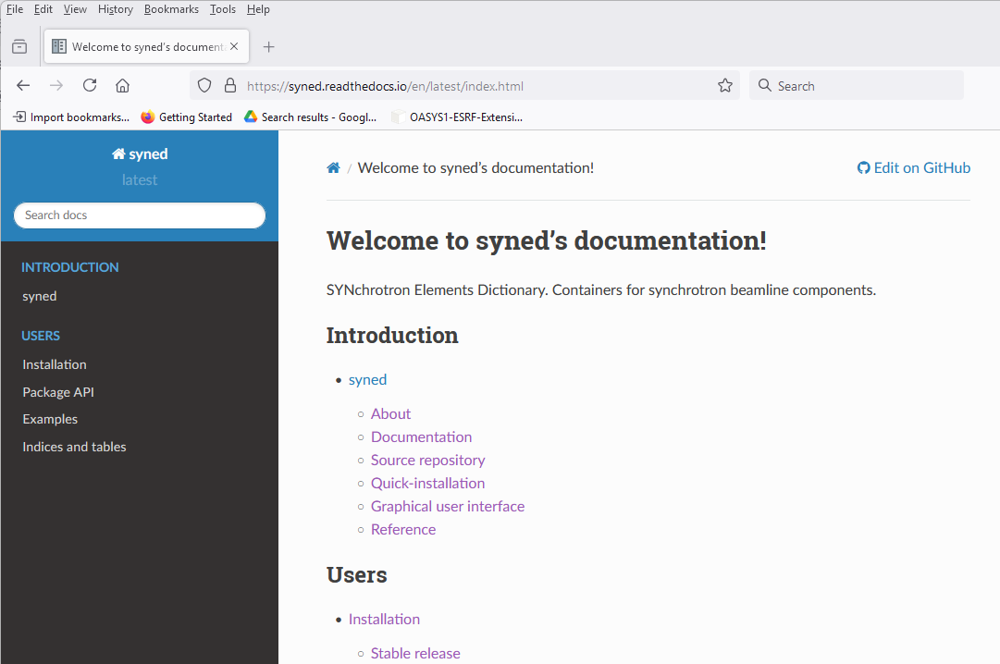 File Edit View History Bookmarks Tools Help
Welcome to syned's document
https://syned.readthedocs.io/en/latest/index.html
Search
Import bookmarks...
Getting Started
Search results - Googl...
OASYS1-ESRF-Extensi...
syned
latest
Search docs
INTRODUCTION
syned
USERS
Installation
Package API
Examples
Indices and tables
/ Welcome to syned's documentation!
Edit on GitHub
Welcome to syned's documentation!
SYNchrotron Elements Dictionary. Containers for synchrotron beamline components.
Introduction
• syned
○ About
○ Documentation
○ Source repository
○ Quick-installation
○ Graphical user interface
○ Reference
Users
• Installation
○ Stable release